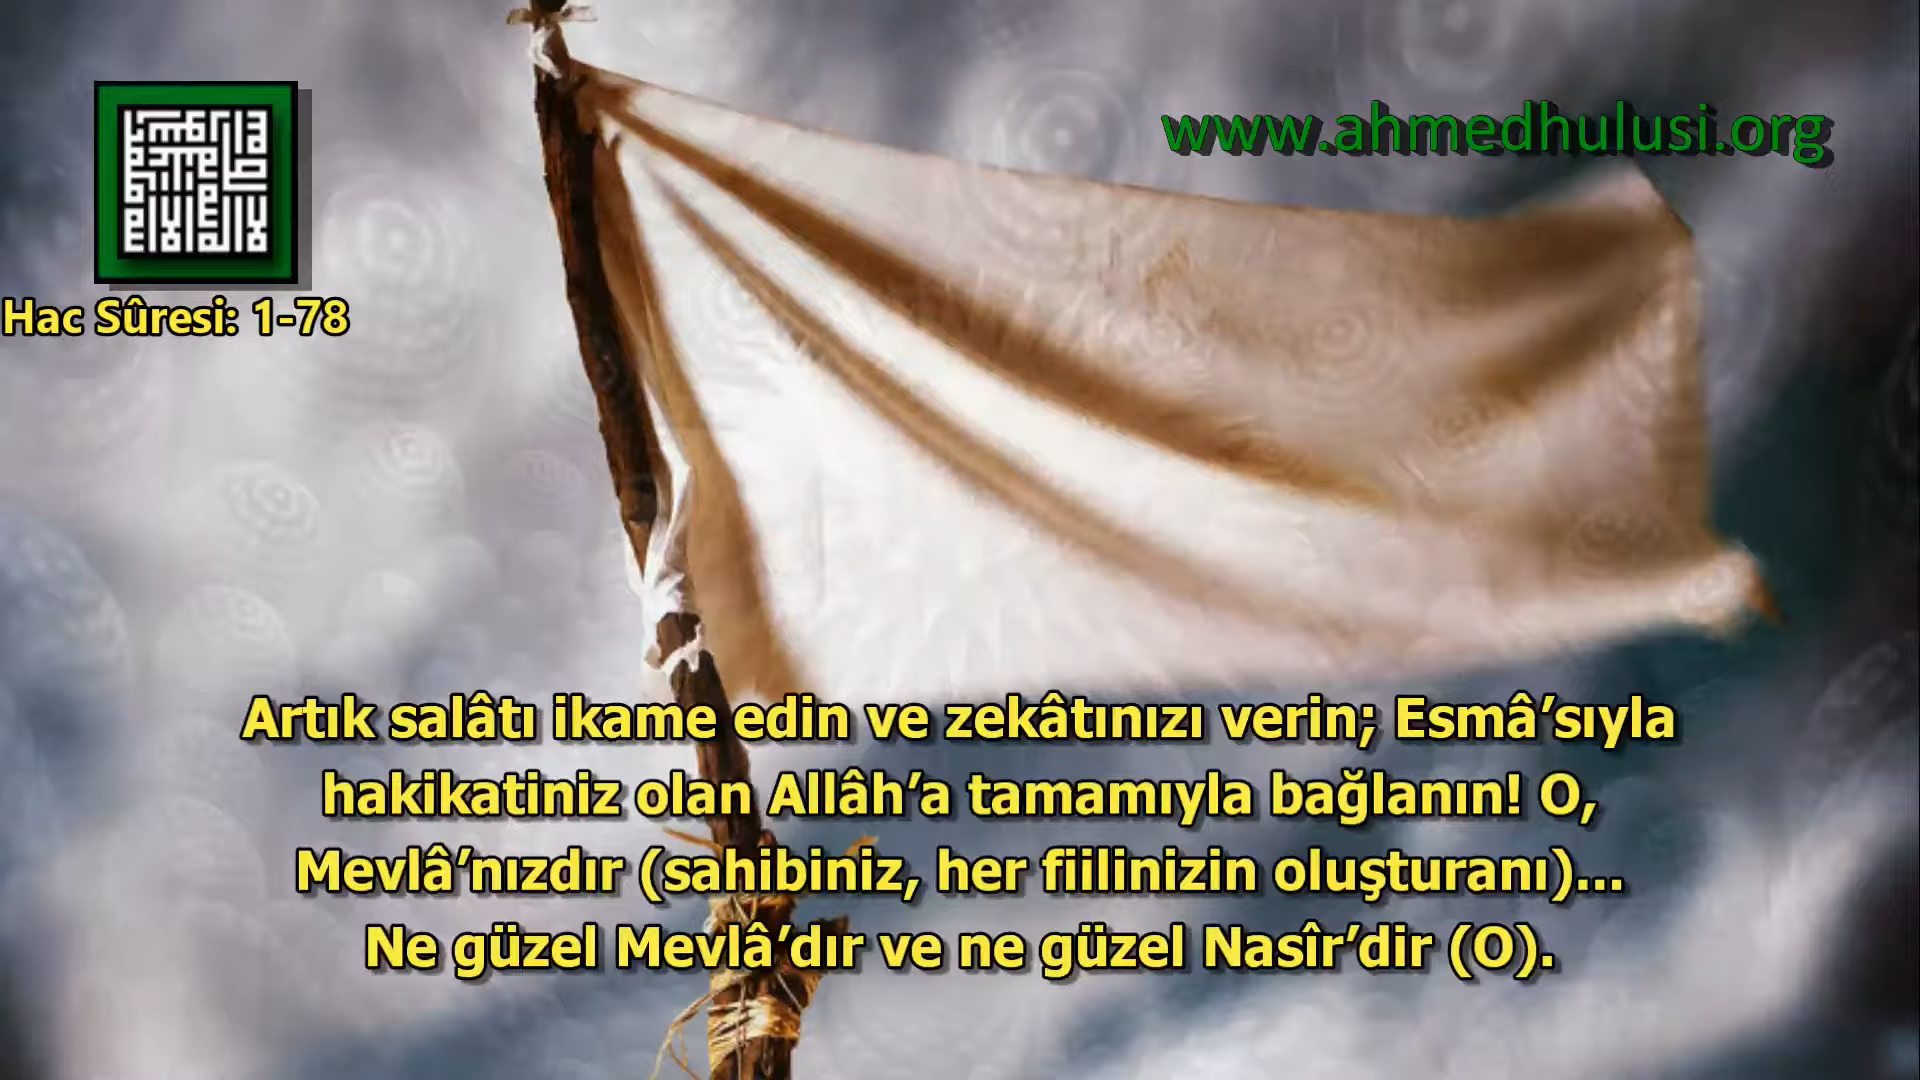 www.ahmedhulusi.org
Hac Sûresi: 1-78
Artık salâtı ikame edin ve zekâtınızı verin; Esmâ’sıyla
hakikatiniz olan Allâh’a tamamıyla bağlanın! O,
Mevlâ’nızdır (sahibiniz, her fiilinizin oluşturanı)...
Ne güzel Mevlâ’dır ve ne güzel Nasîr’dir (O).